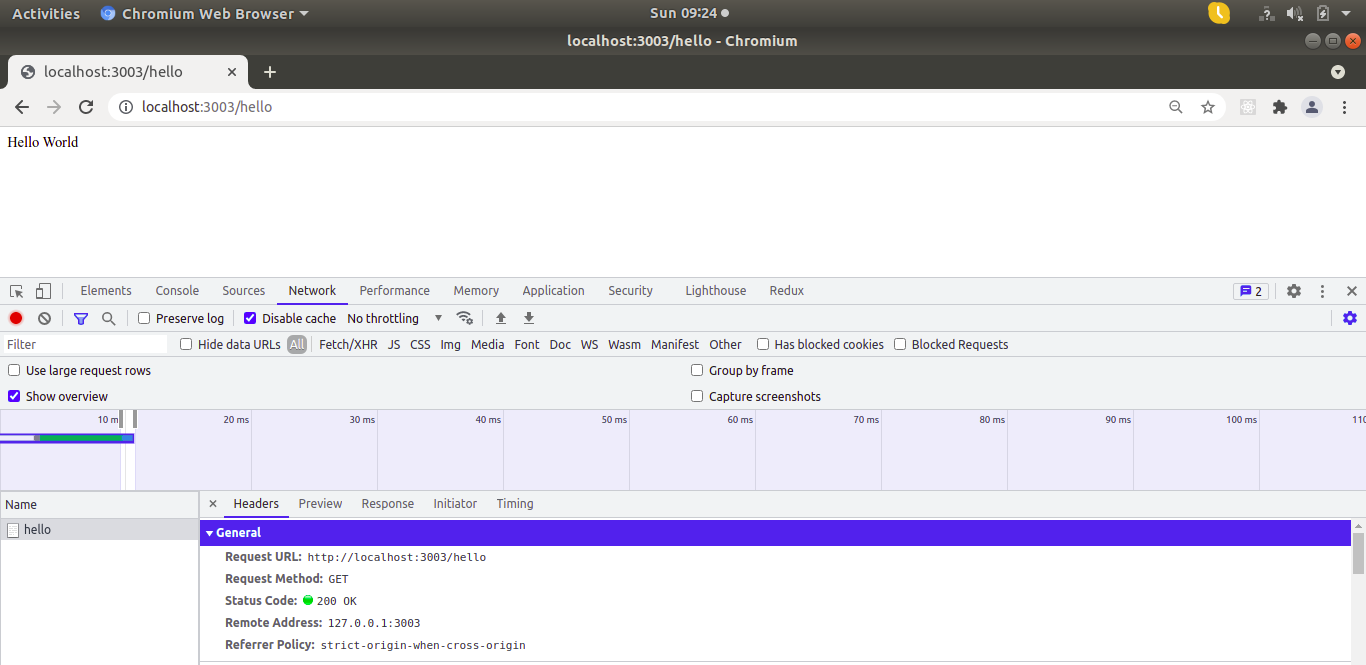 Activities Chromium Web Browser Sun 09:24
localhost:3003/hello - Chromium
localhost:3003/hello
localhost:3003/hello
Hello World
Elements Console Sources Network Performance Memory Application Security Lighthouse Redux 2
Preserve log Disable cache No throttling
Filter Hide data URLs All Fetch/XHR JS CSS Img Media Font Doc WS Wasm Manifest Other Has blocked cookies Blocked Requests
Use large request rows Group by frame
Show overview Capture screenshots
10 m 20 ms 30 ms 40 ms 50 ms 60 ms 70 ms 80 ms 90 ms 100 ms 110
Name Headers Preview Response Initiator Timing
hello General
Request URL: http://localhost:3003/hello
Request Method: GET
Status Code: 200 OK
Remote Address: 127.0.0.1:3003
Referrer Policy: strict-origin-when-cross-origin